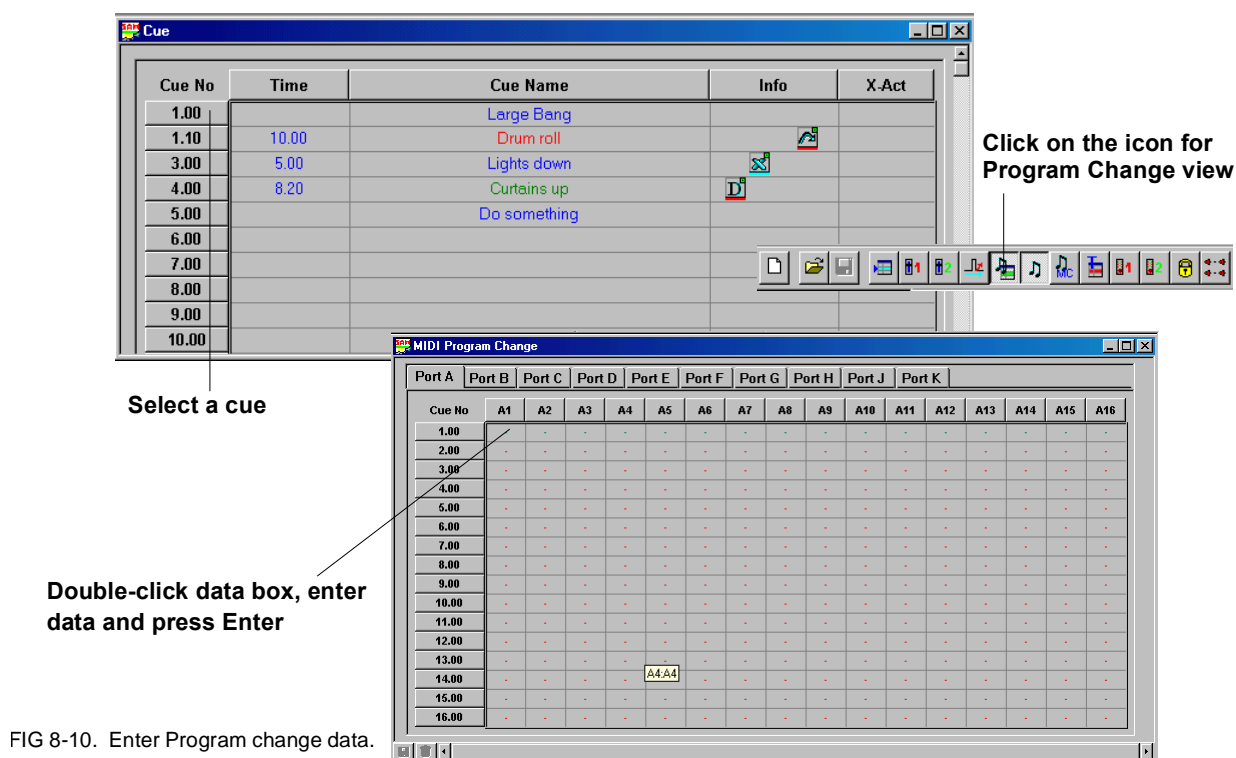 Cue
Cue No Time Cue Name Info X-Act
1.00 Large Bang
1.10 10.00 Drum roll
3.00 5.00 Lights down
4.00 8.20 Curtains up D
5.00 Do something
6.00
7.00
8.00
9.00
10.00
Click on the icon for
Program Change view
1 2 MC 1 2
Select a cue
MIDI Program Change
Port A Port B Port C Port D Port E Port F Port G Port H Port J Port K
Cue No A1 A2 A3 A4 A5 A6 A7 A8 A9 A10 A11 A12 A13 A14 A15 A16
1.00
2.00
3.00
4.00
5.00
6.00
7.00
8.00
9.00
10.00
11.00
12.00
13.00
14.00
15.00
16.00
A4:A4
Double-click data box, enter
data and press Enter
FIG 8-10. Enter Program change data.